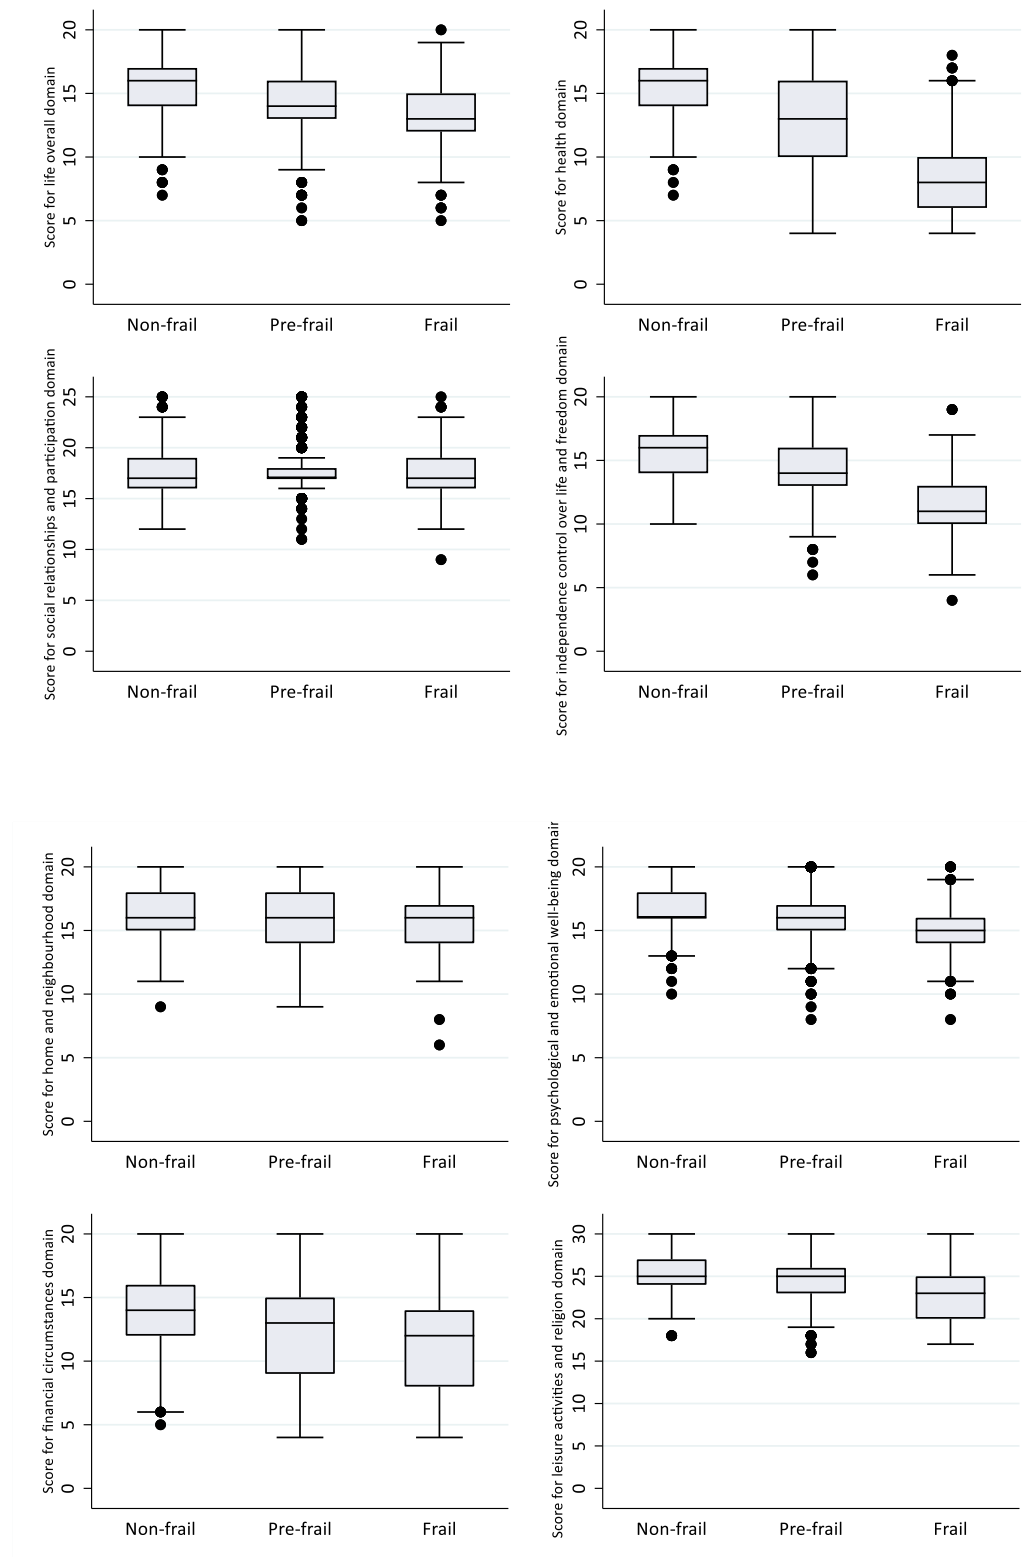 Score for life overall domain
20
15
10
5
0
Non-frail Pre-frail Frail
Score for health domain
20
15
10
5
0
Non-frail Pre-frail Frail
Score for social relationships and participation domain
25
20
15
10
5
0
Non-frail Pre-frail Frail
Score for independence control over life and freedom domain
20
15
10
5
0
Non-frail Pre-frail Frail
Score for home and neighbourhood domain
20
15
10
5
0
Non-frail Pre-frail Frail
Score for psychological and emotional well-being domair
20
15
10
5
0
Non-frail Pre-frail Frail
Score for financial circumstances domain
20
15
10
5
0
Non-frail Pre-frail Frail
Score for leisure activities and religion domain
30
25
20
15
10
5
0
Non-frail Pre-frail Frail